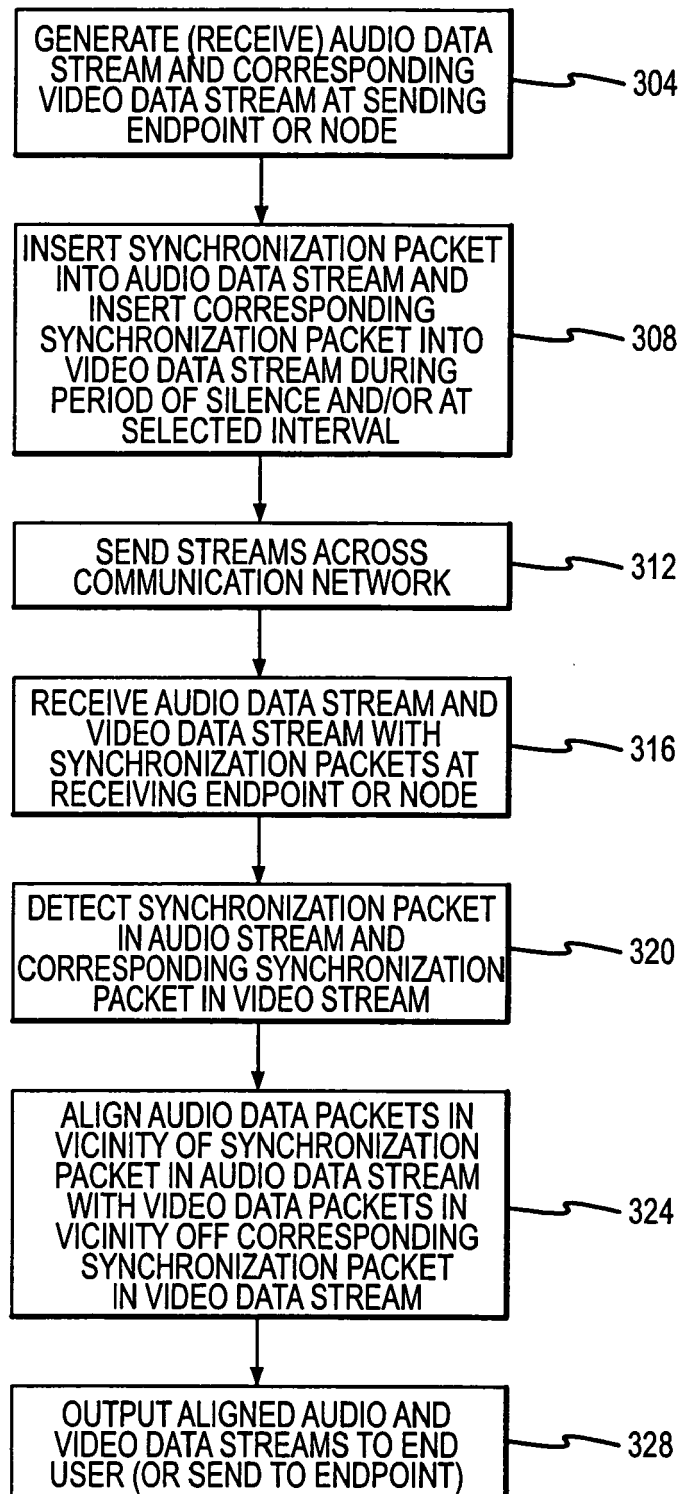 GENERATE (RECEIVE) AUDIO DATA
STREAM AND CORRESPONDING
VIDEO DATA STREAM AT SENDING
ENDPOINT OR NODE
304
INSERT SYNCHRONIZATION PACKET
INTO AUDIO DATA STREAM AND
INSERT CORRESPONDING
SYNCHRONIZATION PACKET INTO
VIDEO DATA STREAM DURING
PERIOD OF SILENCE AND/OR AT
SELECTED INTERVAL
308
SEND STREAMS ACROSS
COMMUNICATION NETWORK
312
RECEIVE AUDIO DATA STREAM AND
VIDEO DATA STREAM WITH
SYNCHRONIZATION PACKETS AT
RECEIVING ENDPOINT OR NODE
316
DETECT SYNCHRONIZATION PACKET
IN AUDIO STREAM AND
CORRESPONDING SYNCHRONIZATION
PACKET IN VIDEO STREAM
320
ALIGN AUDIO DATA PACKETS IN
VICINITY OF SYNCHRONIZATION
PACKET IN AUDIO DATA STREAM
WITH VIDEO DATA PACKETS IN
VICINITY OFF CORRESPONDING
SYNCHRONIZATION PACKET
IN VIDEO DATA STREAM
324
OUTPUT ALIGNED AUDIO AND
VIDEO DATA STREAMS TO END
USER (OR SEND TO ENDPOINT)
328